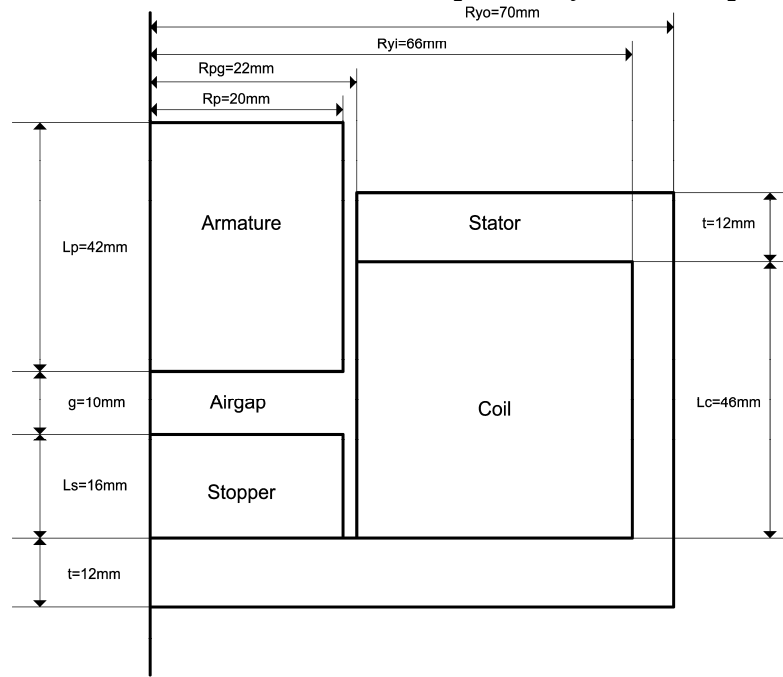 Ryo=70mm
Ryi=66mm
Rpg=22mm
Rp=20mm
Armature
Stator
t=12mm
Lp=42mm
g=10mm
Airgap
Coil
Lc=46mm
Ls=16mm
Stopper
t=12mm